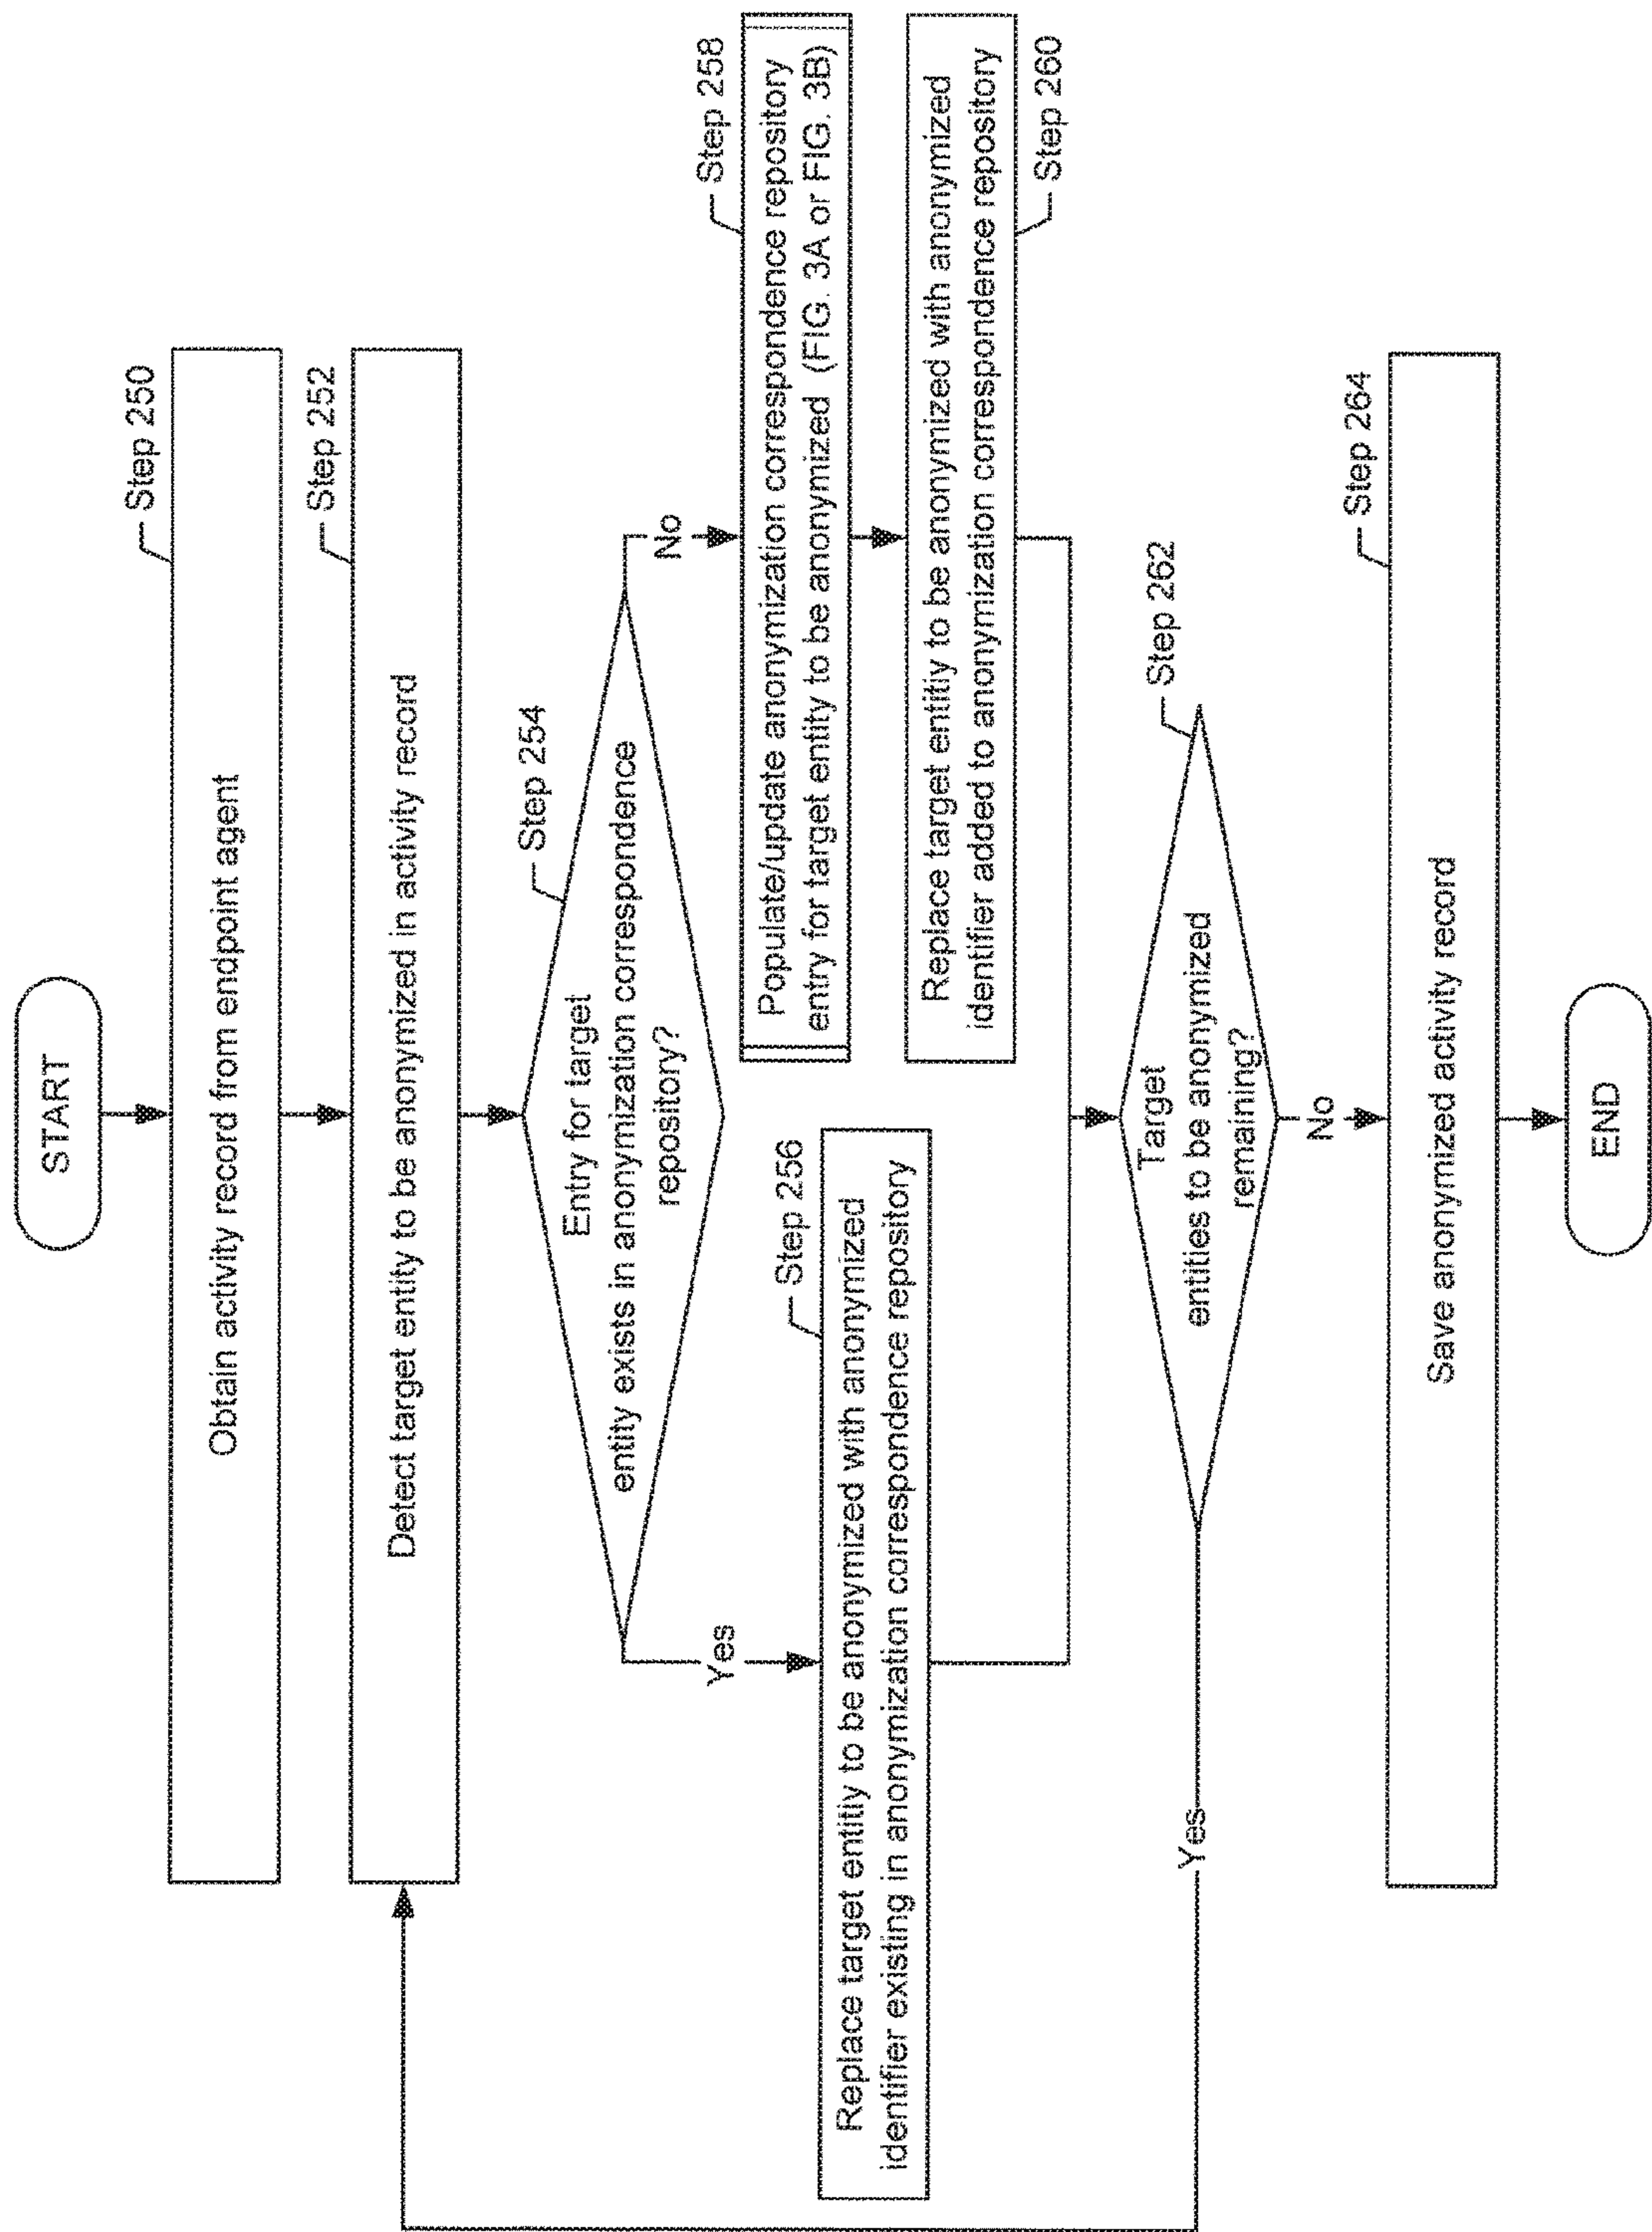 START
Step 250
Obtain activity record from endpoint agent
Step 252
Detect target entity to be anonymized in activity record
Step 254
Entry for target
entity exists in anonymization correspondence
repository?
Yes
No
Step 256
Replace target entitiy to be anonymized with anonymized
identifier existing in anonymization correspondence repository
Step 258
Populate/update anonymization correspondence repository
entry for target entity to be anonymized (FIG. 3A or FIG. 3B)
Replace target entitiy to be anonymized with anonymized
identifier added to anonymization correspondence repository
Step 260
Step 262
Target
entities to be anonymized
remaining?
Yes
No
Step 264
Save anonymized activity record
END